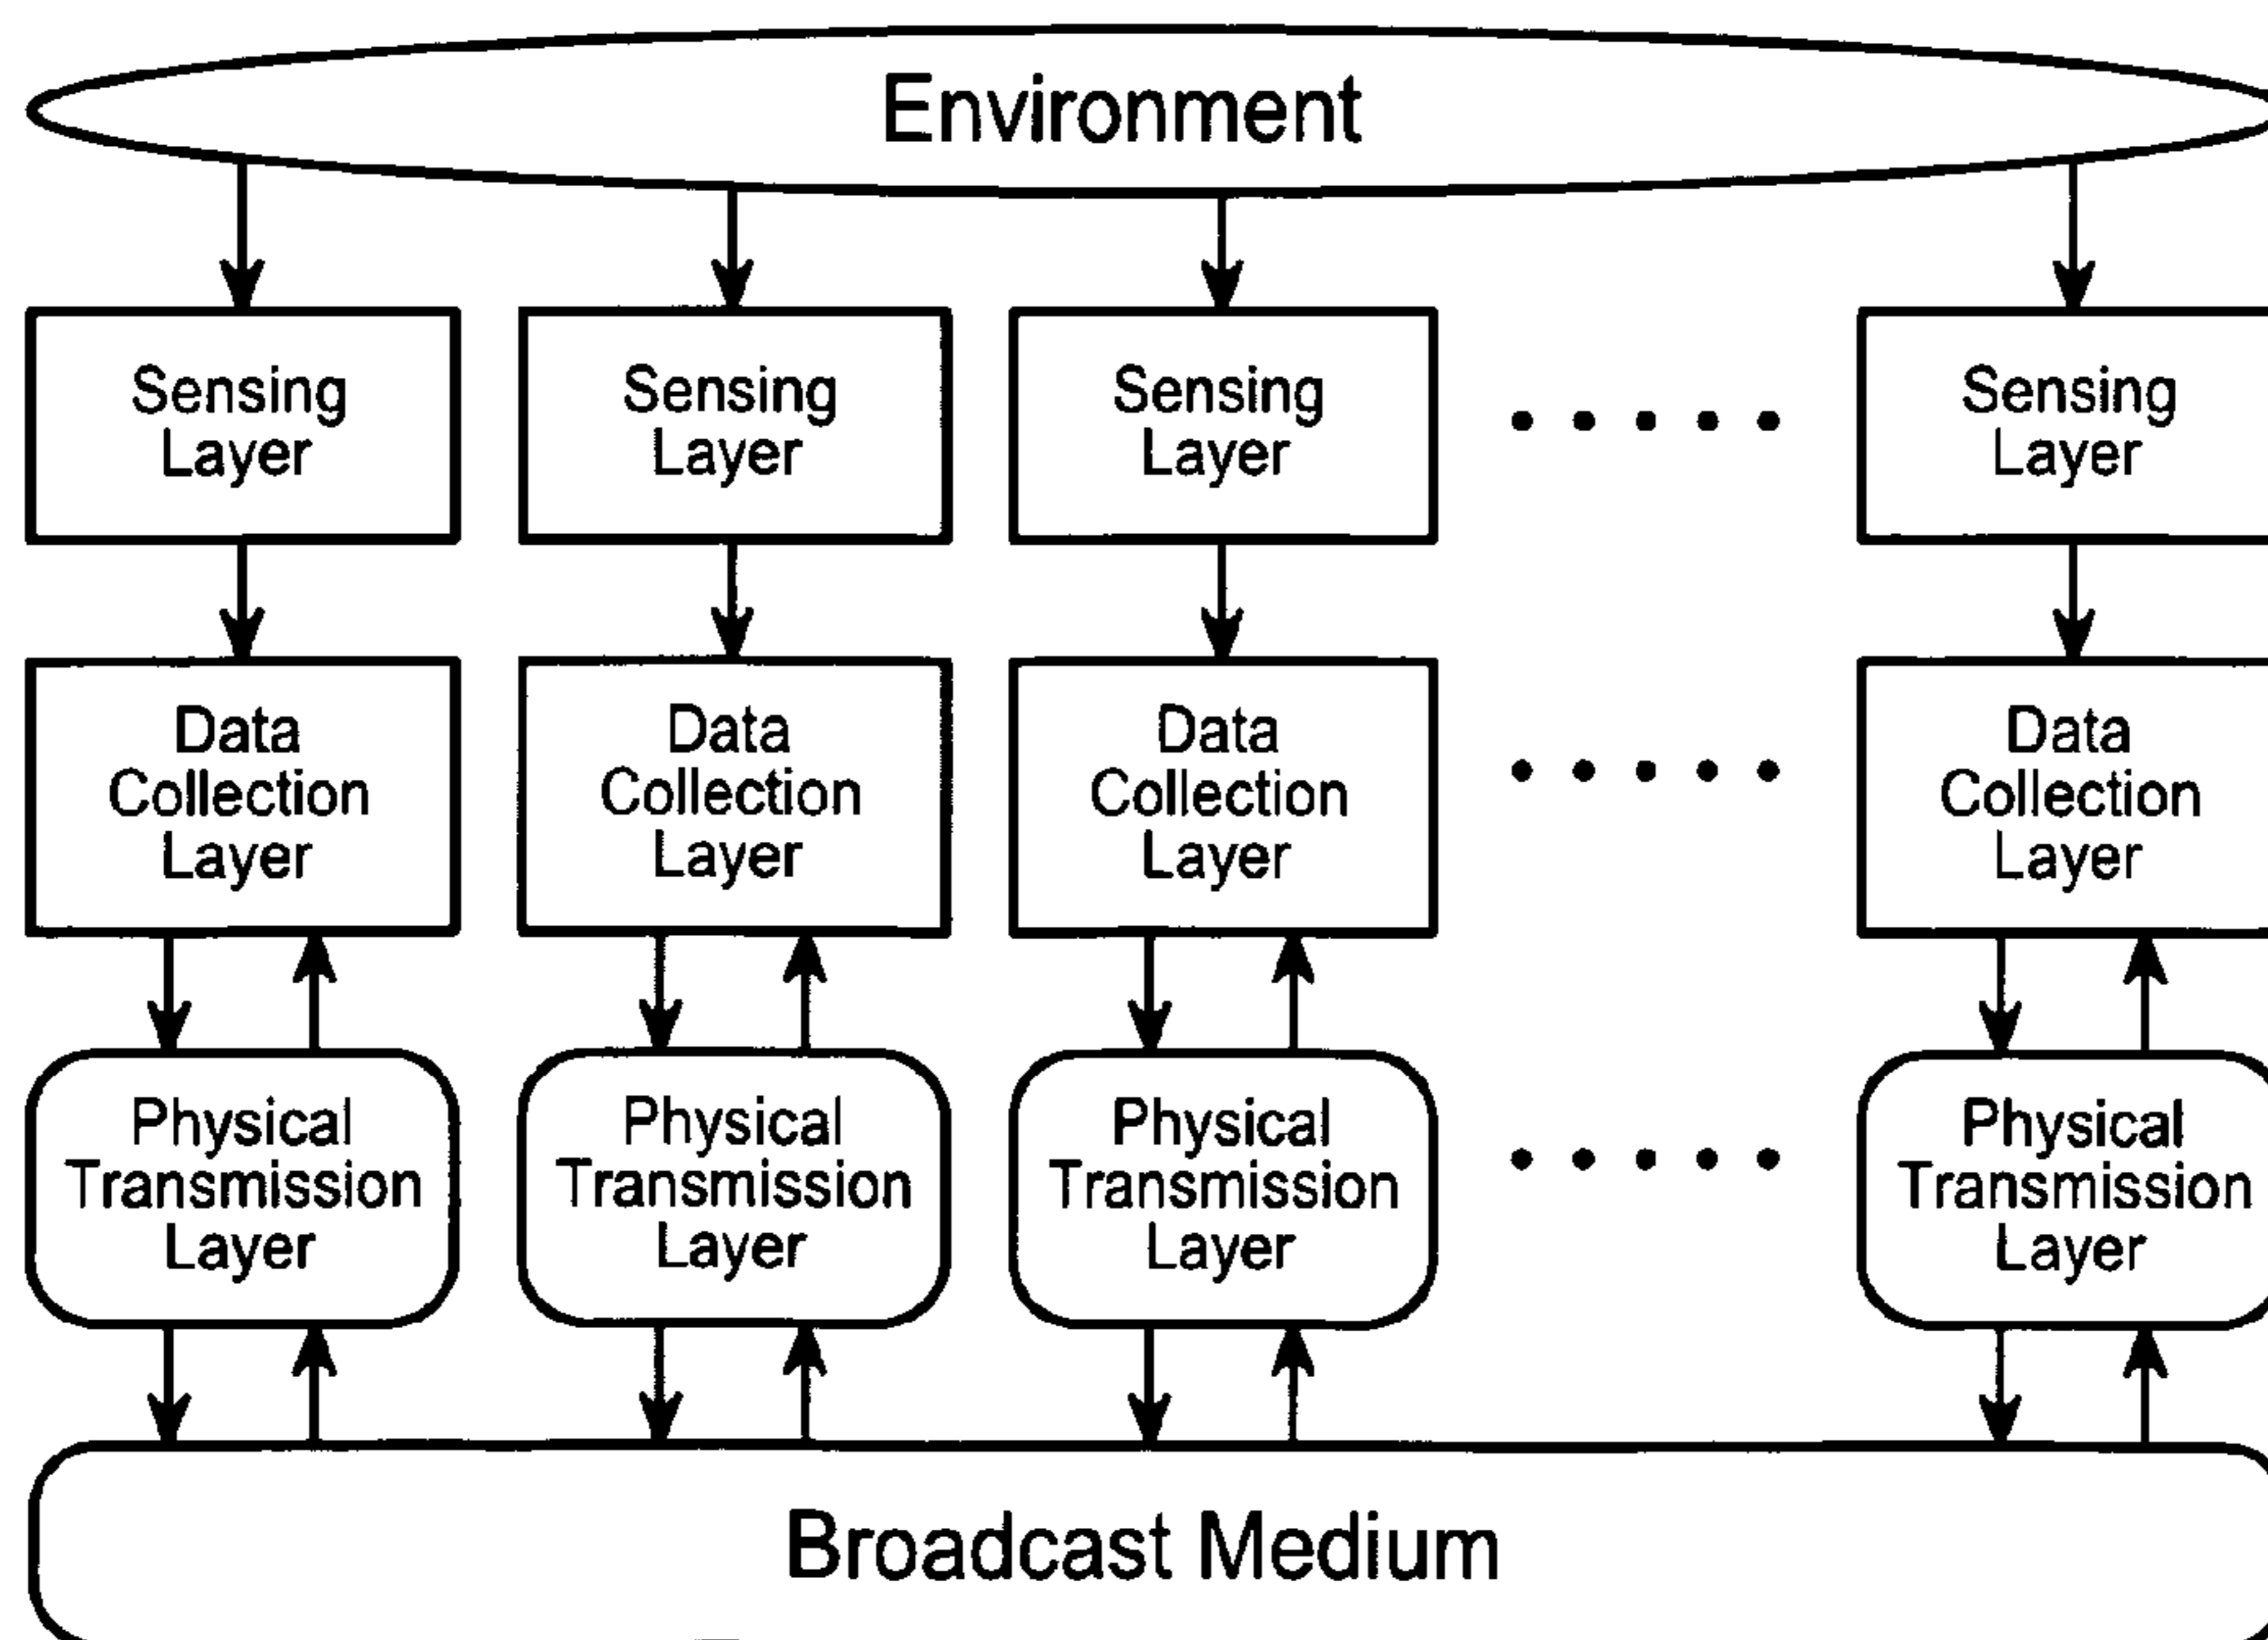 Environment
Sensing
Layer
Sensing
Layer
Sensing
Layer
Sensing
Layer
Data
Collection
Layer
Data
Collection
Layer
Data
Collection
Layer
Data
Collection
Layer
Physical
Transmission
Layer
Physical
Transmission
Layer
Physical
Transmission
Layer
Physical
Transmission
Layer
Broadcast Medium